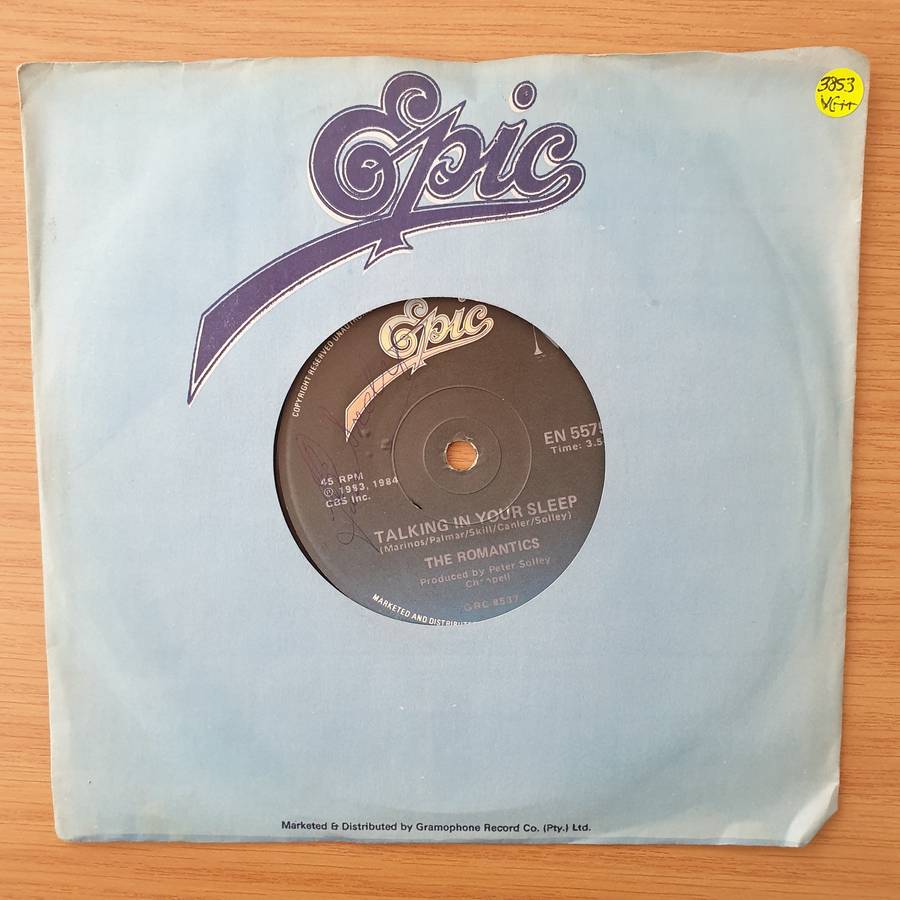 3853
VG++
Epic
COPYRIGHT RESERVED UNAUTHO
Epic
EN 5575
Time: 3.5
45 RPM
℗ 1983, 1984
CBS Inc.
TALKING IN YOUR SLEEP
(Marinos/Palmar/Skill/Canler/Solley)
THE ROMANTICS
Produced by Peter Solley
GRC 8537
MARKETED AND DISTRIBUTE
Marketed & Distributed by Gramophone Record Co. (Pty.) Ltd.